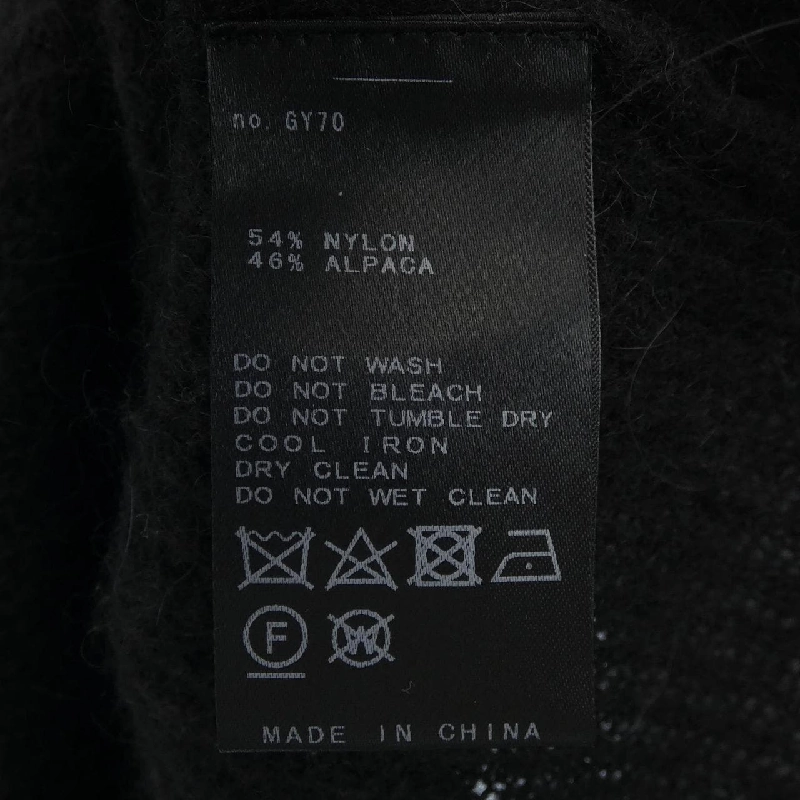 no. GY70
54% NYLON
46% ALPACA
DO NOT WASH
DO NOT BLEACH
DO NOT TUMBLE DRY
COOL IRON
DRY CLEAN
DO NOT WET CLEAN
F W
MADE IN CHINA